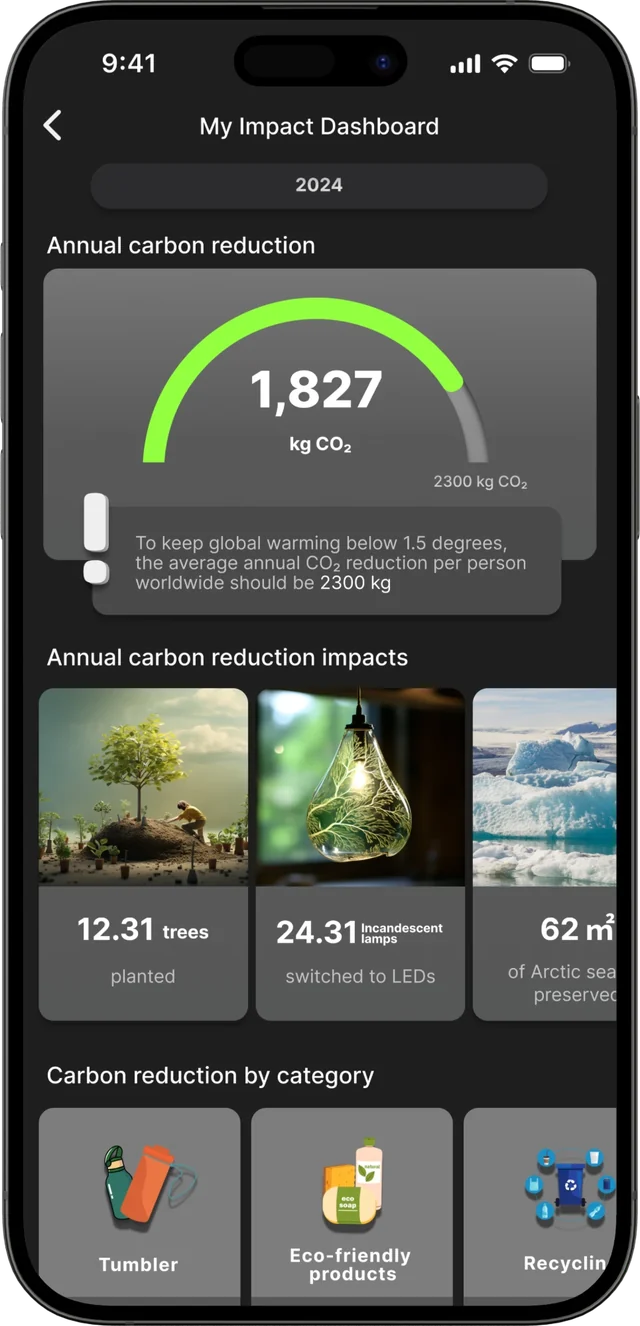 9:41
My Impact Dashboard
2024
Annual carbon reduction
1,827
kg CO₂
2300 kg CO₂
To keep global warming below 1.5 degrees,
the average annual CO₂ reduction per person
worldwide should be 2300 kg
Annual carbon reduction impacts
12.31 trees
planted
24.31 Incandescent
lamps
switched to LEDs
62 m²
of Arctic sea
preserved
Carbon reduction by category
natural
eco
soap
Tumbler
Eco-friendly
products
Recyclin